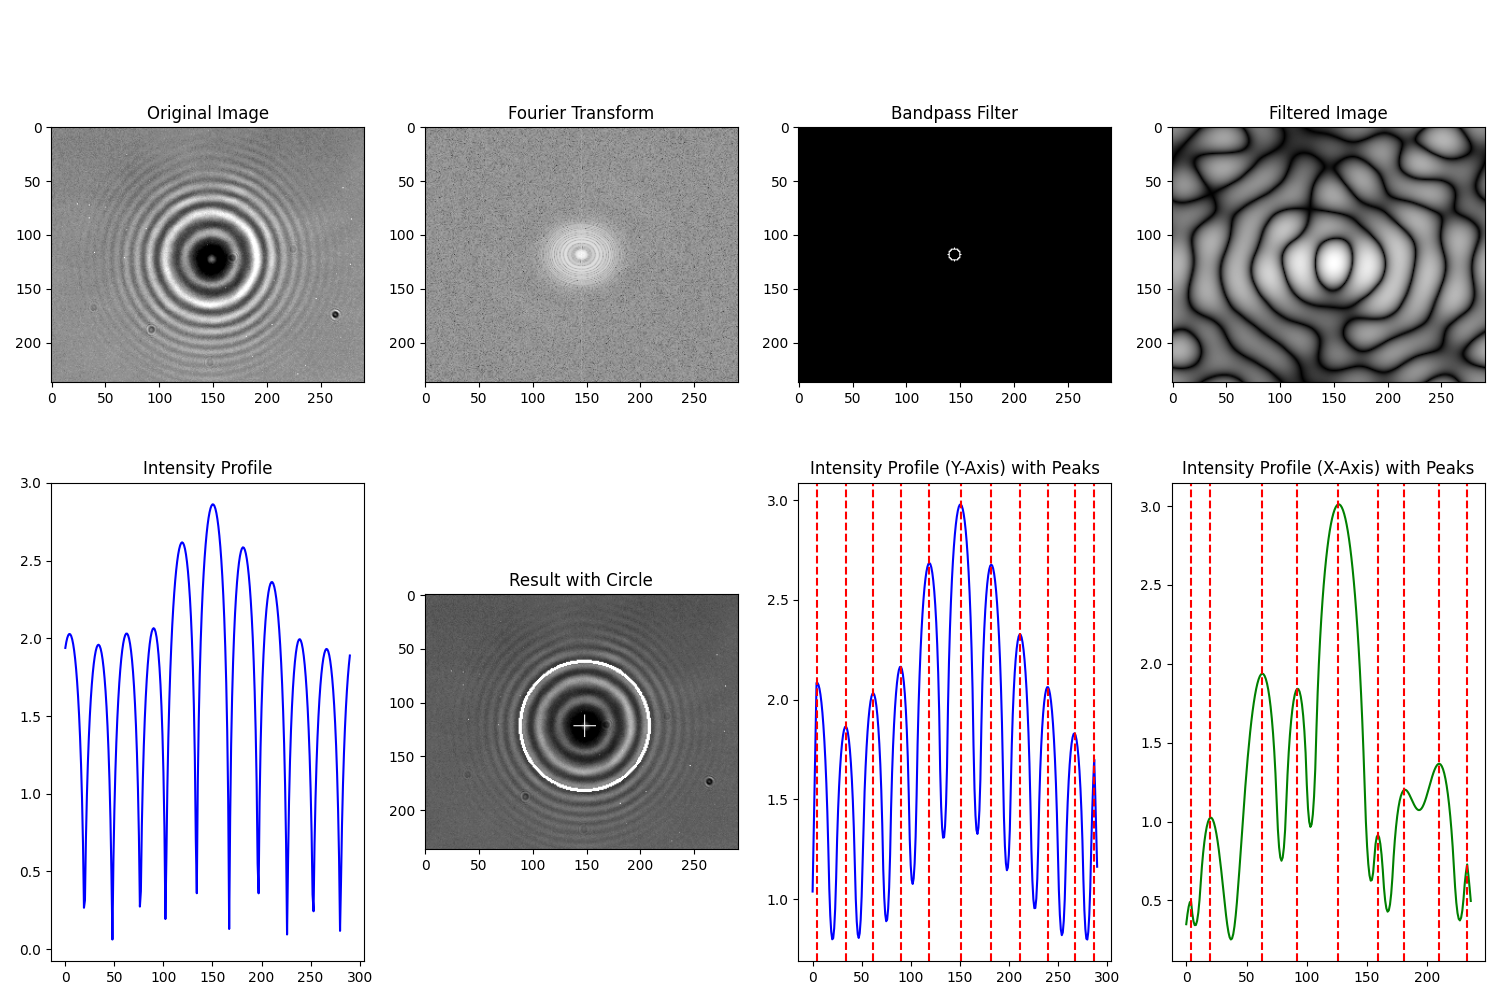 Original Image
Fourier Transform
Bandpass Filter
Filtered Image
0
50
100
150
200
0 50 100 150 200 250
0
50
100
150
200
0 50 100 150 200 250
0
50
100
150
200
0 50 100 150 200 250
0
50
100
150
200
0 50 100 150 200 250
Intensity Profile
3.0
2.5
2.0
1.5
1.0
0.5
0.0
0 50 100 150 200 250 300
Result with Circle
0
50
100
150
200
0 50 100 150 200 250
Intensity Profile (Y-Axis) with Peaks
3.0
2.5
2.0
1.5
1.0
0 50 100 150 200 250 300
Intensity Profile (X-Axis) with Peaks
3.0
2.5
2.0
1.5
1.0
0.5
0 50 100 150 200